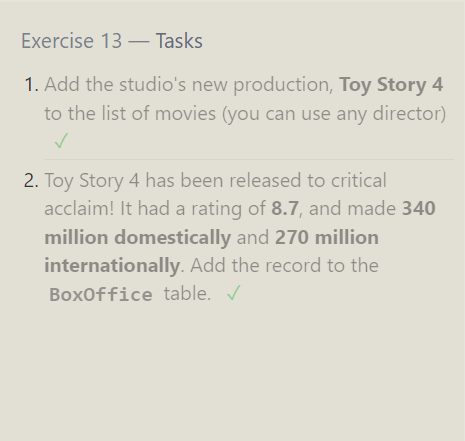 Exercise 13 — Tasks
1. Add the studio's new production, Toy Story 4
to the list of movies (you can use any director)
✓
2. Toy Story 4 has been released to critical
acclaim! It had a rating of 8.7, and made 340
million domestically and 270 million
internationally. Add the record to the
BoxOffice table. ✓